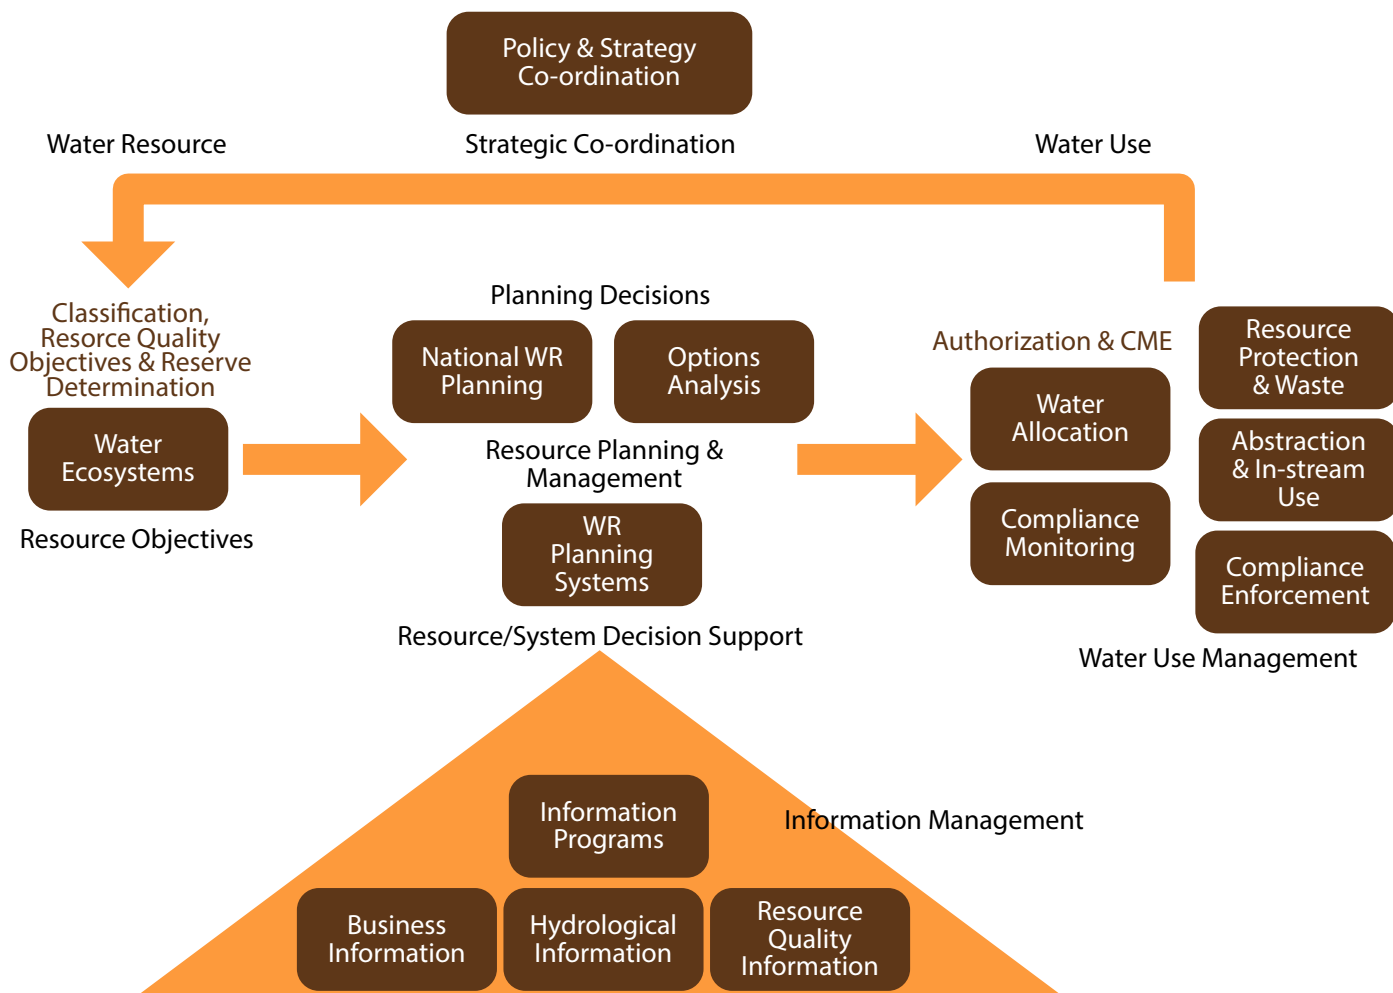 Policy & Strategy
Co-ordination
Water Resource
Strategic Co-ordination
Water Use
Classification,
Resorce Quality
Objectives & Reserve
Determination
Water
Ecosystems
Resource Objectives
Planning Decisions
National WR
Planning
Options
Analysis
Resource Planning &
Management
WR
Planning
Systems
Resource/System Decision Support
Authorization & CME
Water
Allocation
Compliance
Monitoring
Resource
Protection
& Waste
Abstraction
& In-stream
Use
Compliance
Enforcement
Water Use Management
Information
Programs
Information Management
Business
Information
Hydrological
Information
Resource
Quality
Information